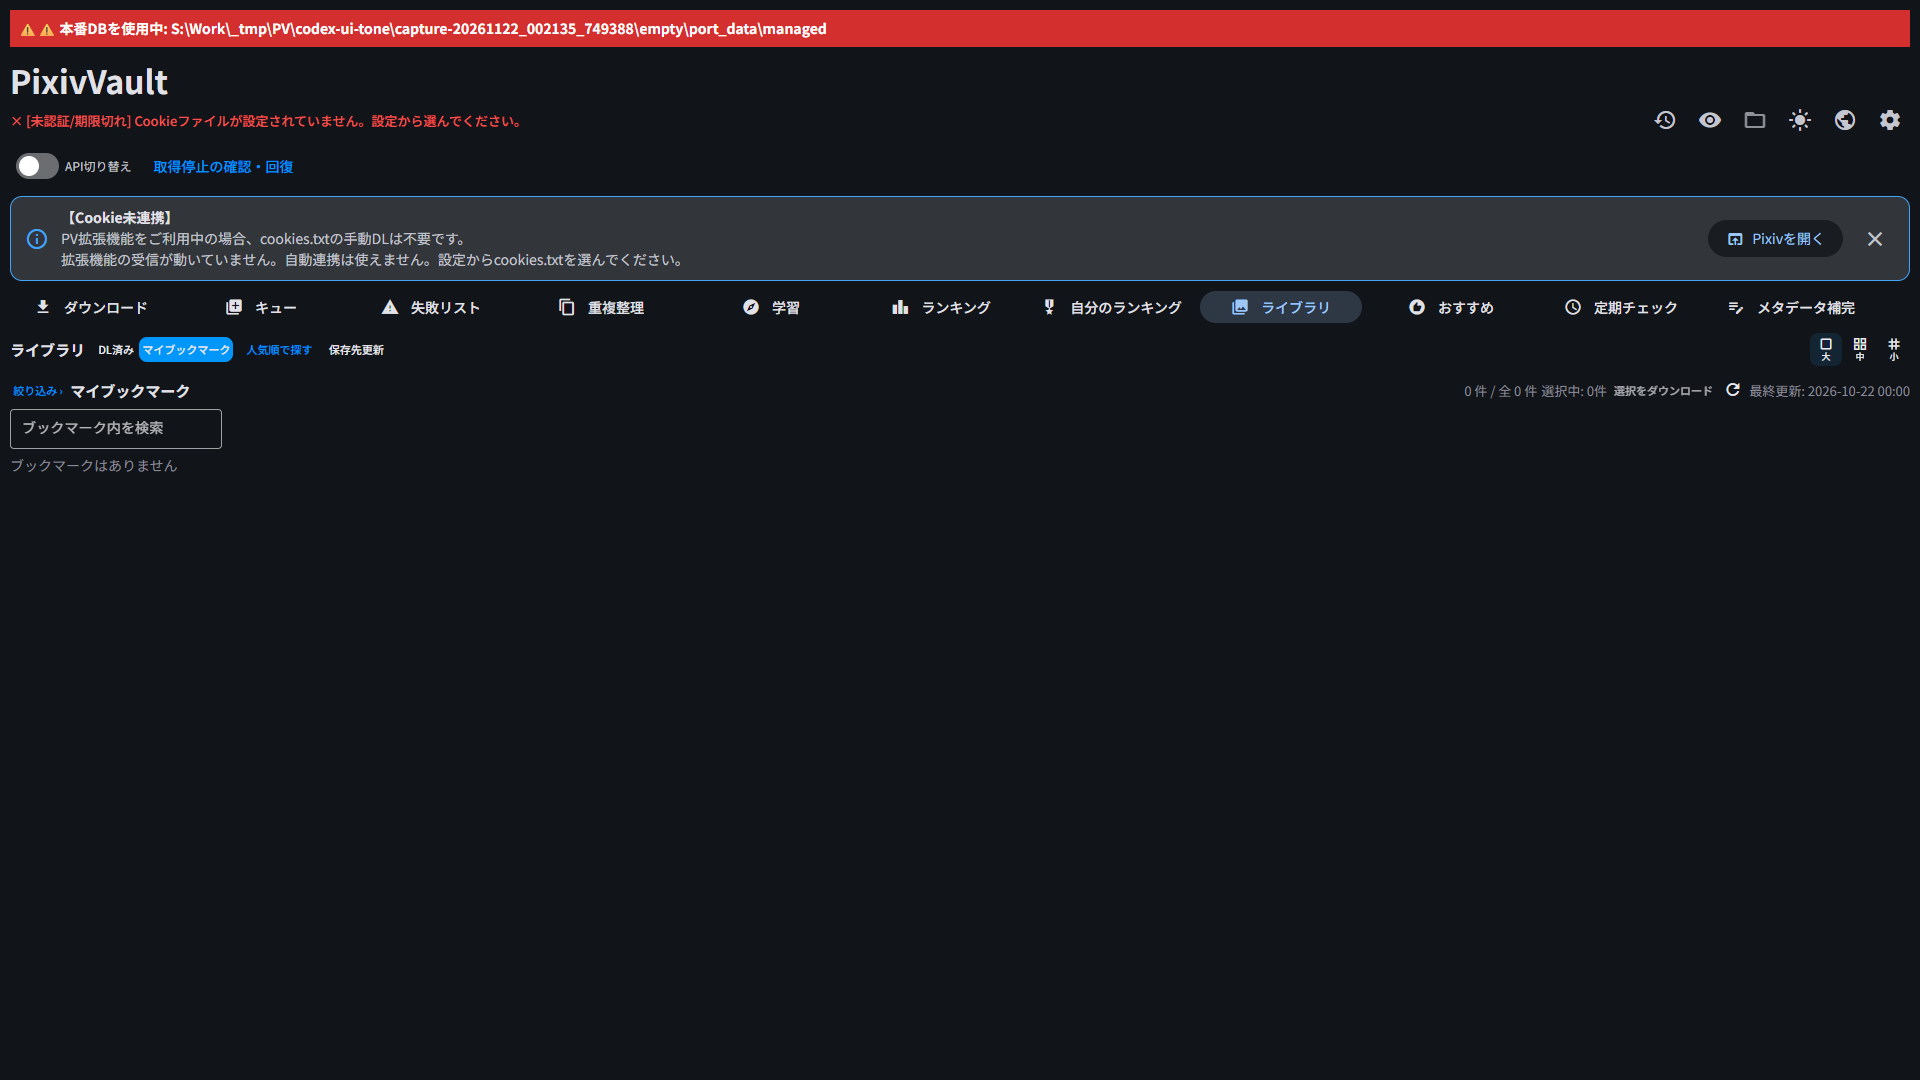 本番DBを使用中: S:\Work\_tmp\PV\codex-ui-tone\capture-20261122_002135_749388\empty\port_data\managed
PixivVault
× [未認証/期限切れ] Cookieファイルが設定されていません。設定から選んでください。
API切り替え 取得停止の確認・回復
【Cookie未連携】
PV拡張機能をご利用中の場合、cookies.txtの手動DLは不要です。
拡張機能の受信が動いていません。自動連携は使えません。設定からcookies.txtを選んでください。
Pixivを開く
ダウンロード キュー 失敗リスト 重複整理 学習 ランキング 自分のランキング ライブラリ おすすめ 定期チェック メタデータ補完
ライブラリ DL済み マイブックマーク 人気順で探す 保存先更新 大 中 小
絞り込み› マイブックマーク 0 件 / 全 0 件 選択中: 0件 選択をダウンロード 最終更新: 2026-10-22 00:00
ブックマーク内を検索
ブックマークはありません